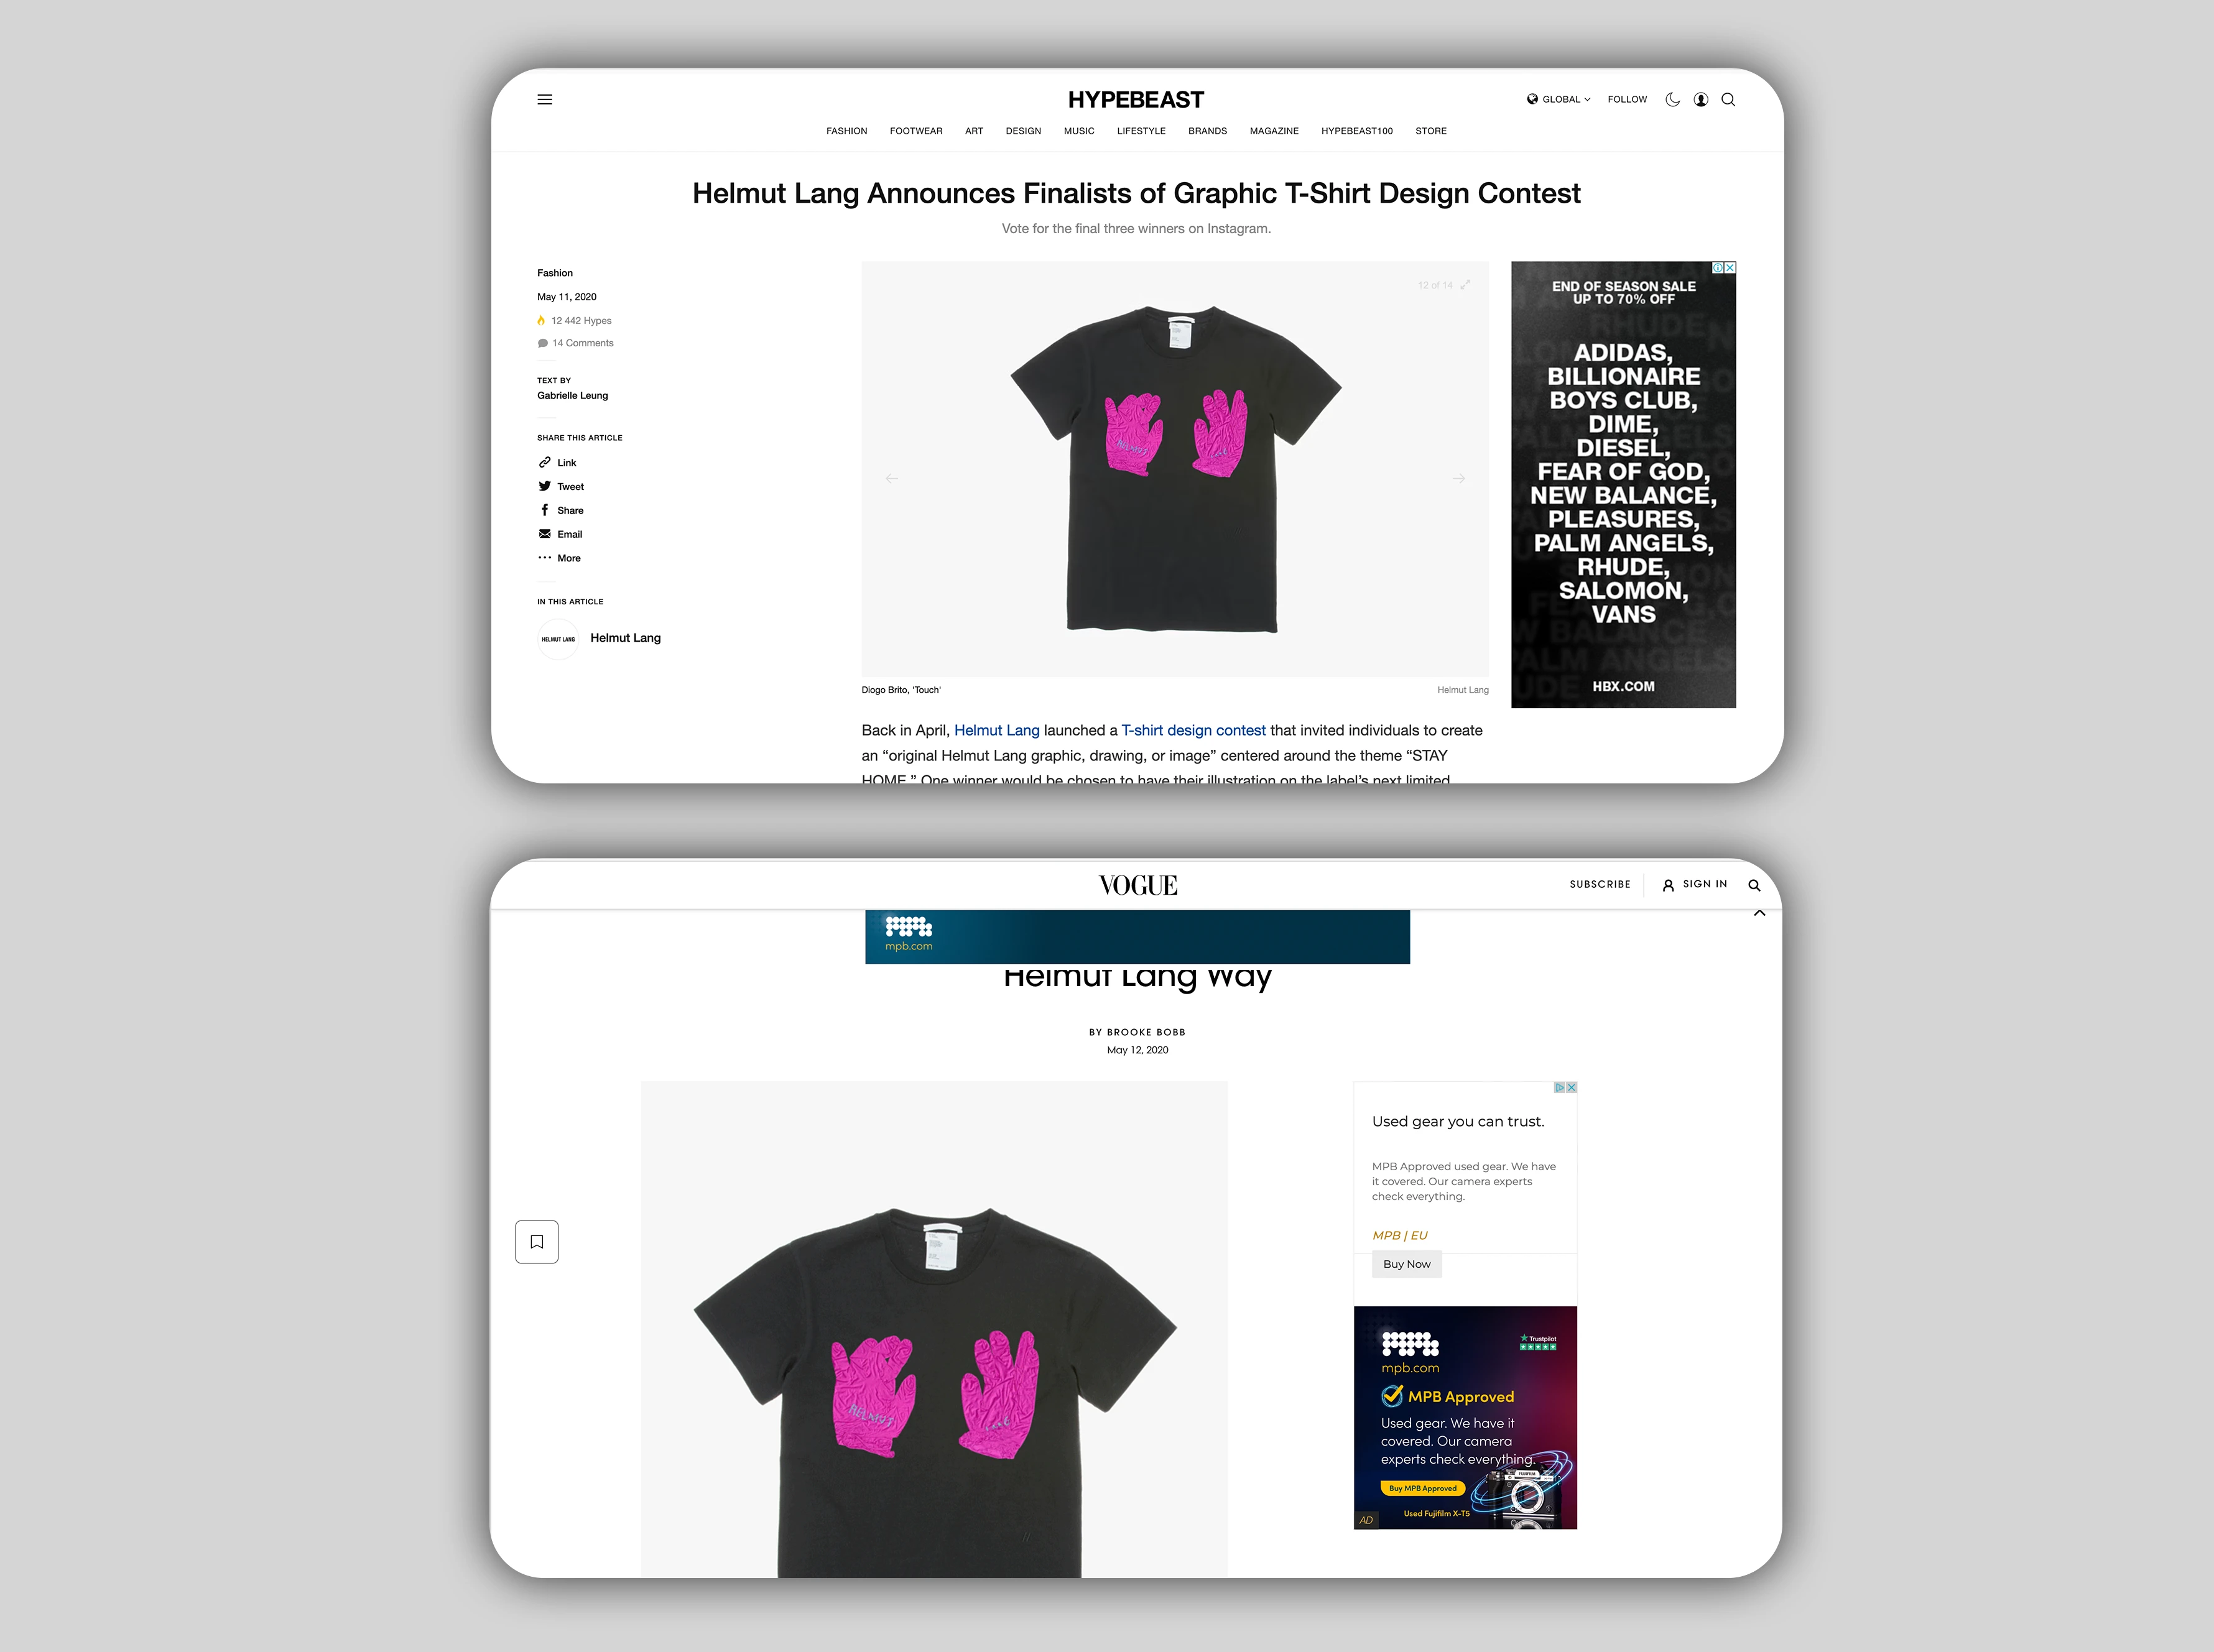 HYPEBEAST
GLOBAL
FOLLOW
FASHION FOOTWEAR ART DESIGN MUSIC LIFESTYLE BRANDS MAGAZINE HYPEBEAST100 STORE
Helmut Lang Announces Finalists of Graphic T-Shirt Design Contest
Vote for the final three winners on Instagram.
Fashion
May 11, 2020
12 442 Hypes
14 Comments
TEXT BY
Gabrielle Leung
SHARE THIS ARTICLE
Link
Tweet
Share
Email
More
IN THIS ARTICLE
HELMUT LANG
Helmut Lang
12 of 14
HELMUT
Diogo Brito, 'Touch'
Helmut Lang
Back in April, Helmut Lang launched a T-shirt design contest that invited individuals to create
an “original Helmut Lang graphic, drawing, or image” centered around the theme “STAY
HOME.” One winner would be chosen to have their illustration on the label’s next limited
END OF SEASON SALE
UP TO 70% OFF
ADIDAS,
BILLIONAIRE
BOYS CLUB,
DIME,
DIESEL,
FEAR OF GOD,
NEW BALANCE,
PLEASURES,
PALM ANGELS,
RHUDE,
SALOMON,
VANS
HBX.COM
VOGUE
SUBSCRIBE
SIGN IN
mpb.com
Helmut Lang Way
BY BROOKE BOBB
May 12, 2020
HELMUT
Used gear you can trust.
MPB Approved used gear. We have
it covered. Our camera experts
check everything.
MPB | EU
Buy Now
Trustpilot
mpb.com
MPB Approved
Used gear. We have it
covered. Our camera
experts check everything.
FUJIFILM
Buy MPB Approved
Used Fujifilm X-T5
AD